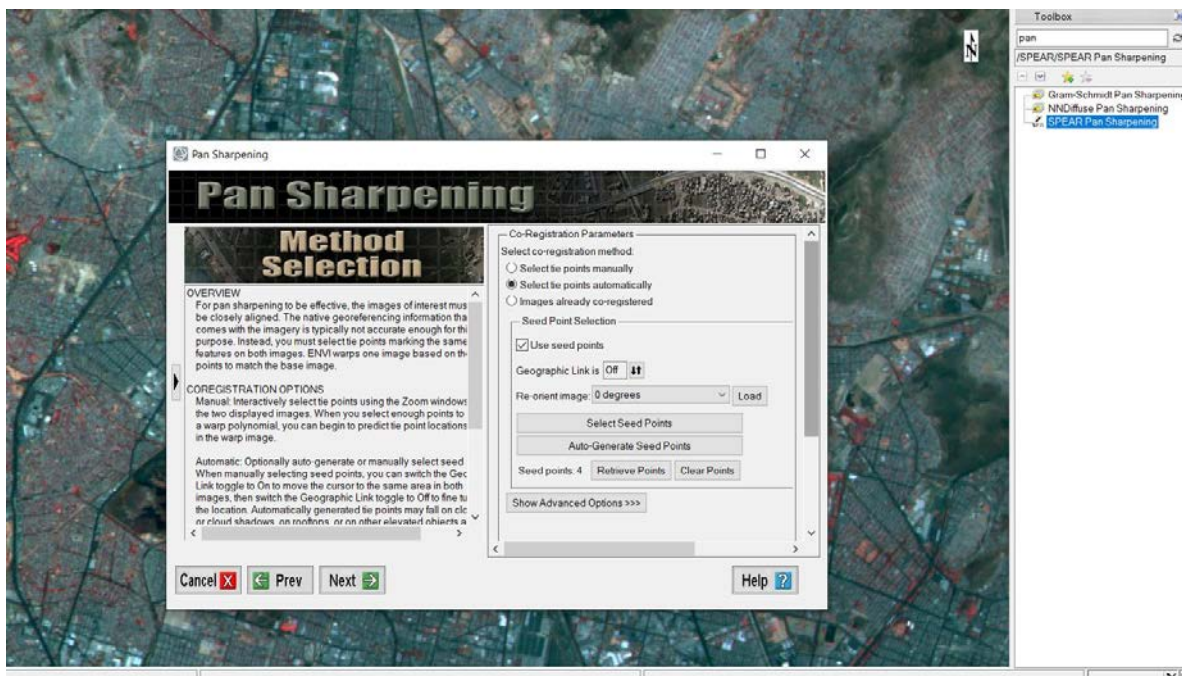 Toolbox
pan
/SPEAR/SPEAR Pan Sharpening
Gram-Schmidt Pan Sharpening
NNDiffuse Pan Sharpening
SPEAR Pan Sharpening
N
Pan Sharpening
Pan Sharpening
Method
Selection
OVERVIEW
For pan sharpening to be effective, the images of interest mus
be closely aligned. The native georeferencing information tha
comes with the imagery is typically not accurate enough for thi
purpose. Instead, you must select tie points marking the same
features on both images. ENVI warps one image based on th
points to match the base image.
COREGISTRATION OPTIONS
Manual: Interactively select tie points using the Zoom windows
the two displayed images. When you select enough points to
a warp polynomial, you can begin to predict tie point locations
in the warp image.
Automatic: Optionally auto-generate or manually select seed
When manually selecting seed points, you can switch the Geo
Link toggle to On to move the cursor to the same area in both
images, then switch the Geographic Link toggle to Off to fine tu
the location. Automatically generated tie points may fall on clo
or cloud shadows, on rooftops, or on other elevated objects a
Co-Registration Parameters
Select co-registration method:
Select tie points manually
Select tie points automatically
Images already co-registered
Seed Point Selection
Use seed points
Geographic Link is Off
Re-orient image: 0 degrees Load
Select Seed Points
Auto-Generate Seed Points
Seed points: 4 Retrieve Points Clear Points
Show Advanced Options >>>
Cancel Prev Next Help ?